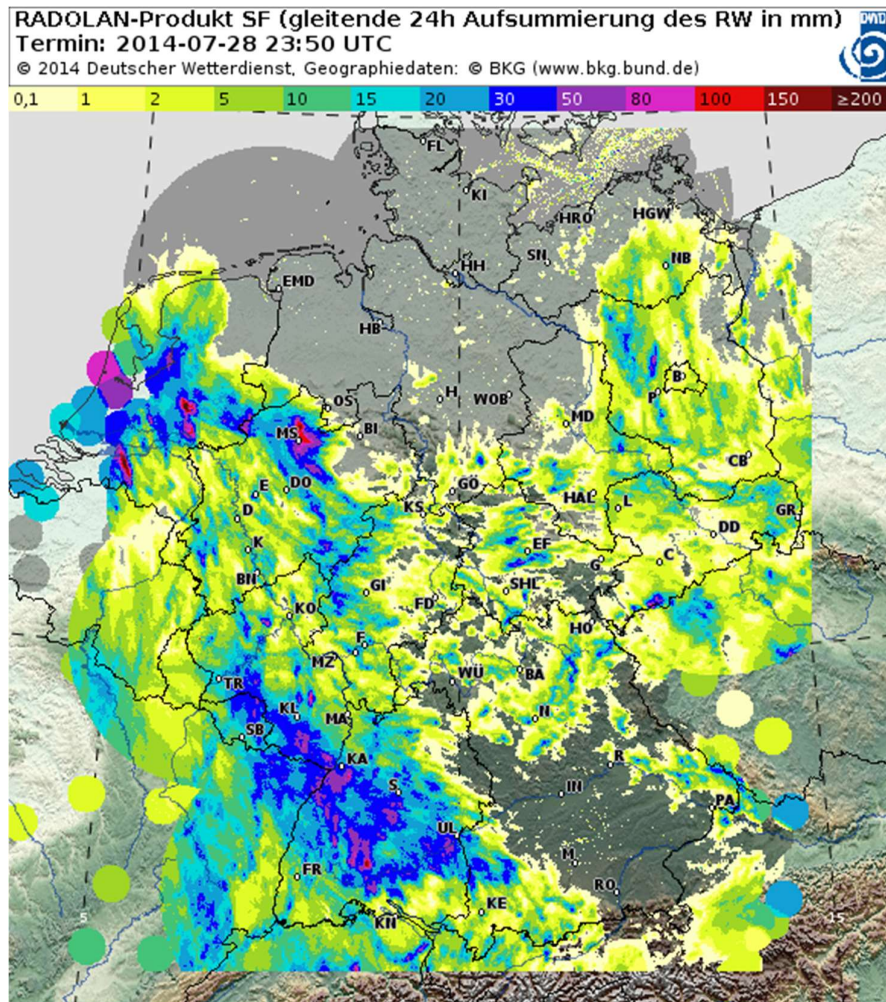 RADOLAN-Produkt SF (gleitende 24h Aufsummierung des RW in mm)
DWD
Termin: 2014-07-28 23:50 UTC
© 2014 Deutscher Wetterdienst, Geographiedaten: © BKG (www.bkg.bund.de)
0,1 1 2 5 10 15 20 30 50 80 100 150 ≥200
FL
KI
HRO HGW
SN NB
HH
EMD
HB
B
H WOB P
OS
MD
MS BI
CB
E DO GÖ HAL
D KS L GR
DD
K EF C
G
BN GI SHL
KO FD
F HO
MZ
TR WÜ BA
KL MA N
SB
KA R
S IN PA
UL
M
FR RO
KE
5 KN 15